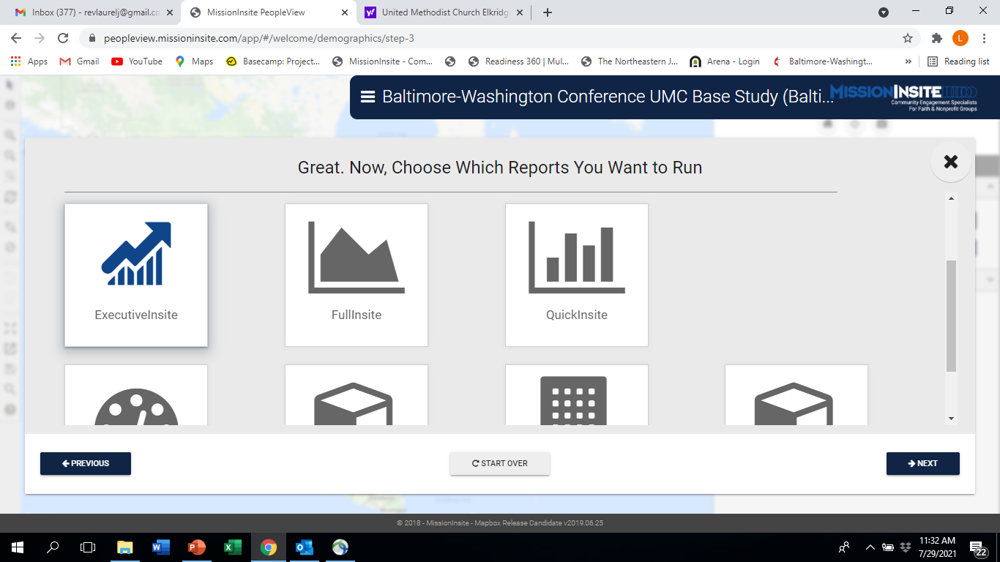 Inbox (377) - revlaurelj@gmail.co
MissionInsite PeopleView
United Methodist Church Elkridg
peopleview.missioninsite.com/app/#/welcome/demographics/step-3
L
Apps
Gmail
YouTube
Maps
Basecamp: Project...
MissionInsite - Com...
Readiness 360 | Mul...
The Northeastern J...
Arena - Login
Baltimore-Washingt...
»
Reading list
Baltimore-Washington Conference UMC Base Study (Balti...
MISSIONINSITE
Community Engagement Specialists
For Faith & Nonprofit Groups
Great. Now, Choose Which Reports You Want to Run
ExecutiveInsite
FullInsite
QuickInsite
PREVIOUS
START OVER
NEXT
© 2018 - MissionInsite - Mapbox Release Candidate v2019.06.25
11:32 AM
7/29/2021
22